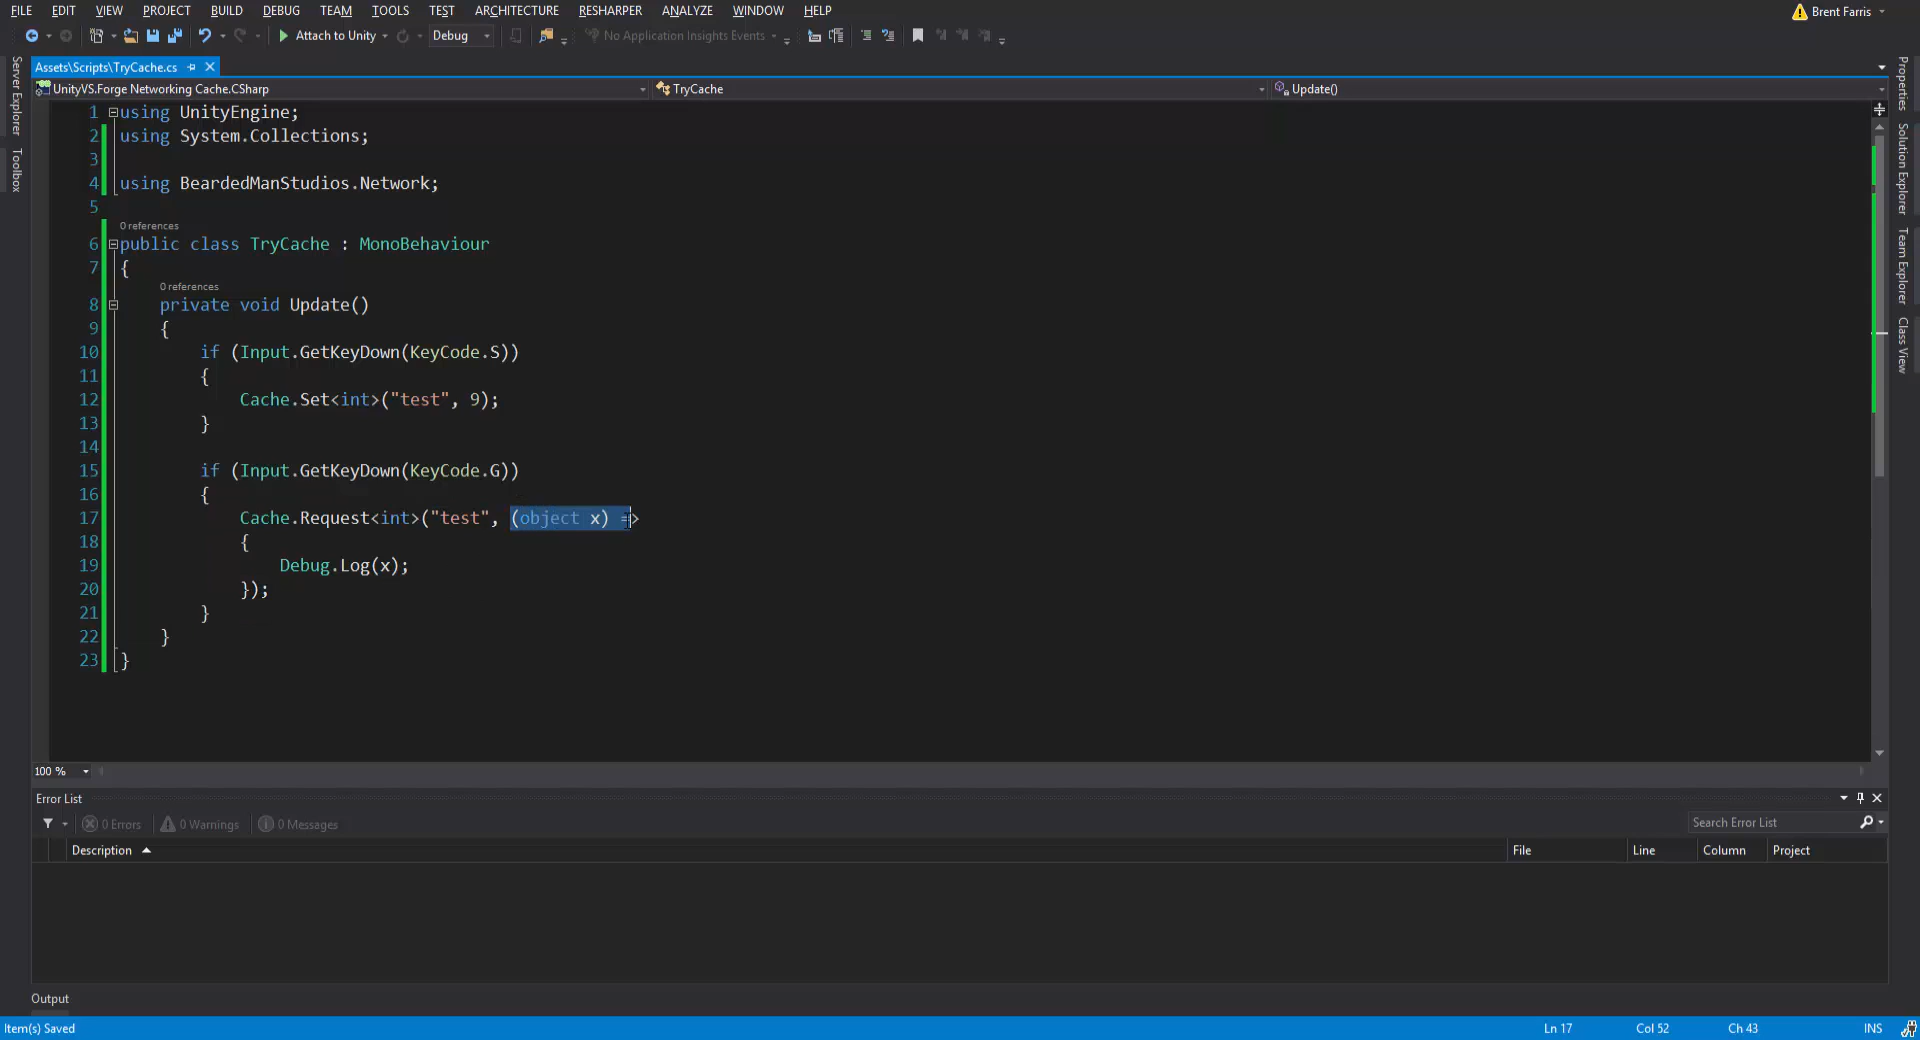 FILE EDIT VIEW PROJECT BUILD DEBUG TEAM TOOLS TEST ARCHITECTURE RESHARPER ANALYZE WINDOW HELP Brent Farris
Attach to Unity Debug No Application Insights Events
Server Explorer
Toolbox
Assets\Scripts\TryCache.cs
UnityVS.Forge Networking Cache.CSharp TryCache Update()
1 using UnityEngine;
2 using System.Collections;
3
4 using BeardedManStudios.Network;
5
0 references
6 public class TryCache : MonoBehaviour
7 {
0 references
8 private void Update()
9 {
10 if (Input.GetKeyDown(KeyCode.S))
11 {
12 Cache.Set<int>("test", 9);
13 }
14
15 if (Input.GetKeyDown(KeyCode.G))
16 {
17 Cache.Request<int>("test", (object x) =>
18 {
19 Debug.Log(x);
20 });
21 }
22 }
23 }
Properties
Solution Explorer
Team Explorer
Class View
100 %
Error List
0 Errors 0 Warnings 0 Messages Search Error List
Description File Line Column Project
Output
Item(s) Saved Ln 17 Col 52 Ch 43 INS